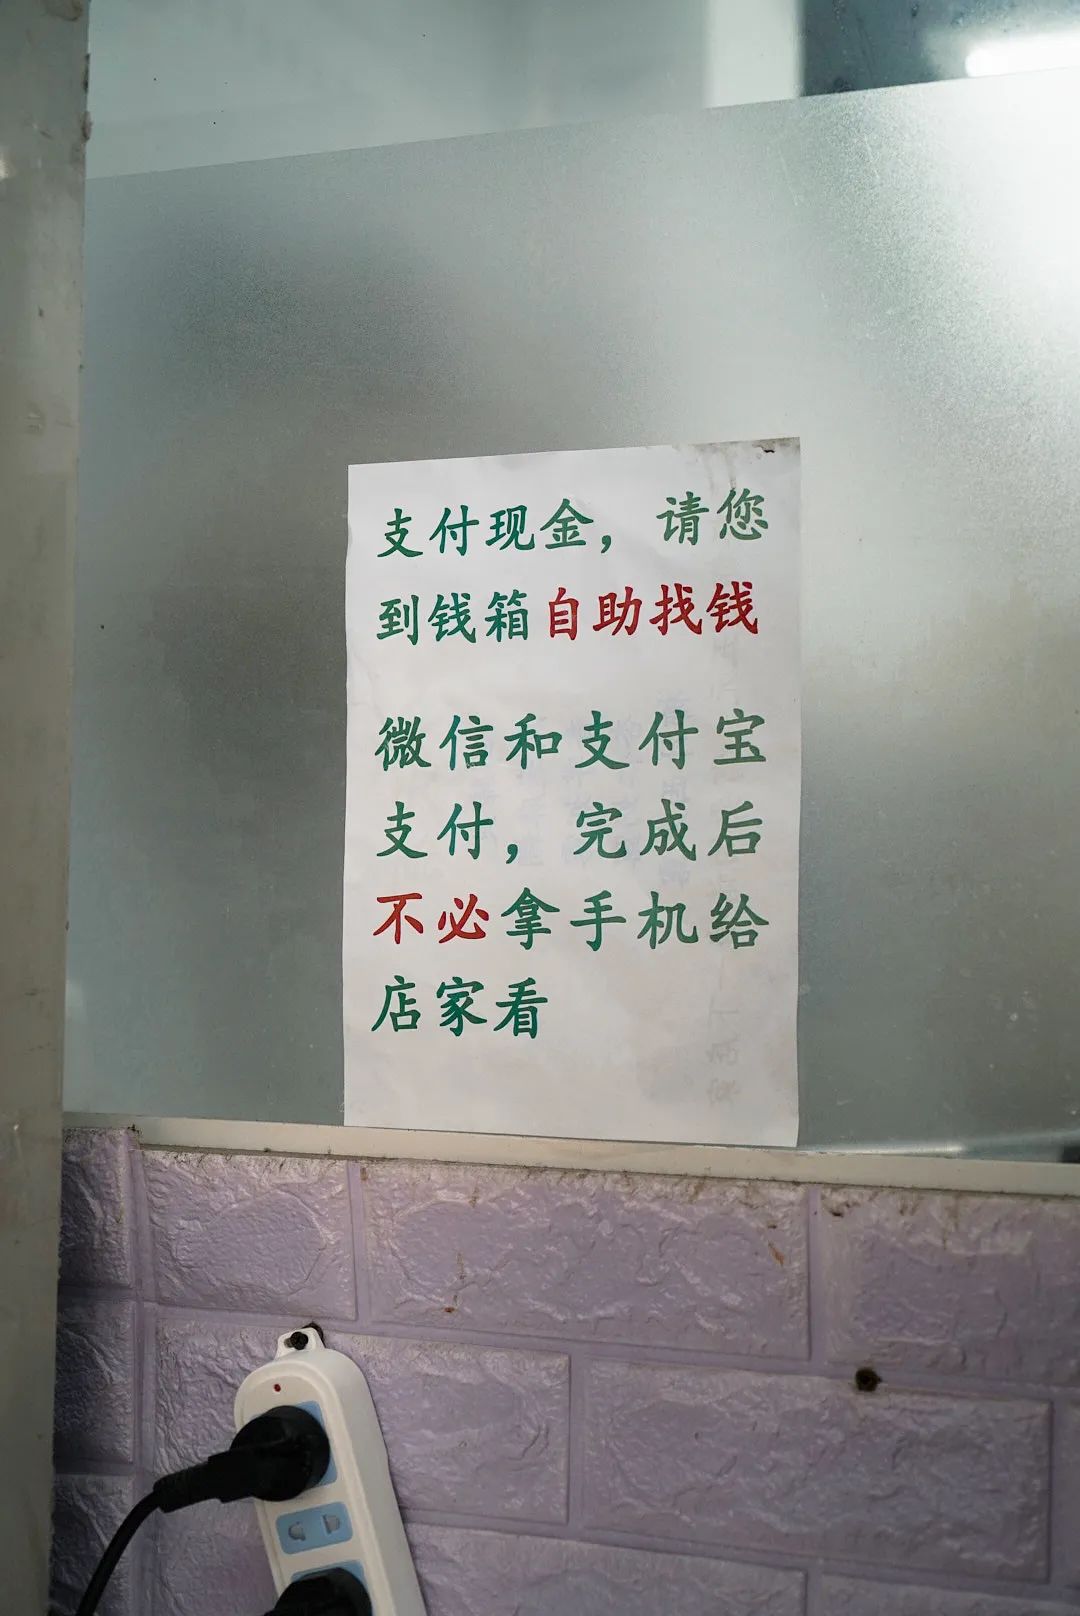 支付现金，请您
到钱箱自助找钱
微信和支付宝
支付，完成后
不必拿手机给
店家看